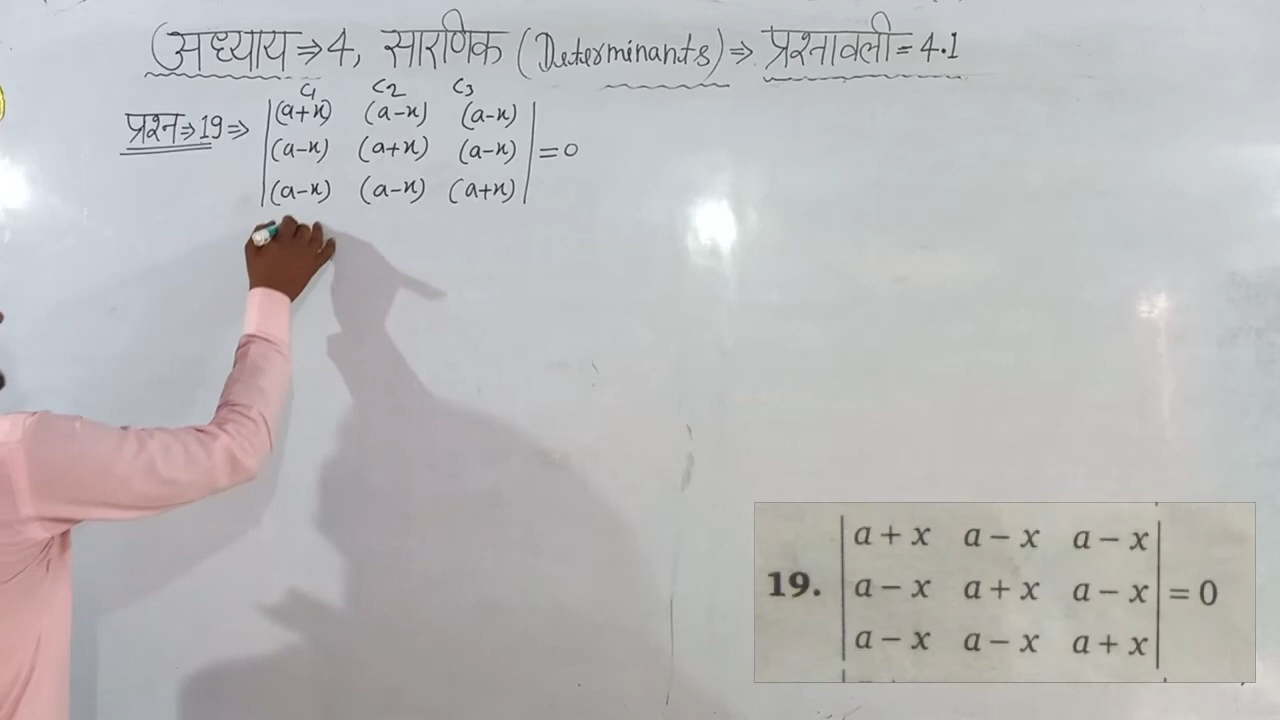 (अध्याय⇒4, सारणिक (Determinants)⇒ प्रश्नावली=4.1
C1 C2 C3
प्रश्न⇒19⇒ |(a+x) (a-x) (a-x)|
|(a-x) (a+x) (a-x)| =0
|(a-x) (a-x) (a+x)|
a + x a - x a - x
19. a - x a + x a - x = 0
a - x a - x a + x